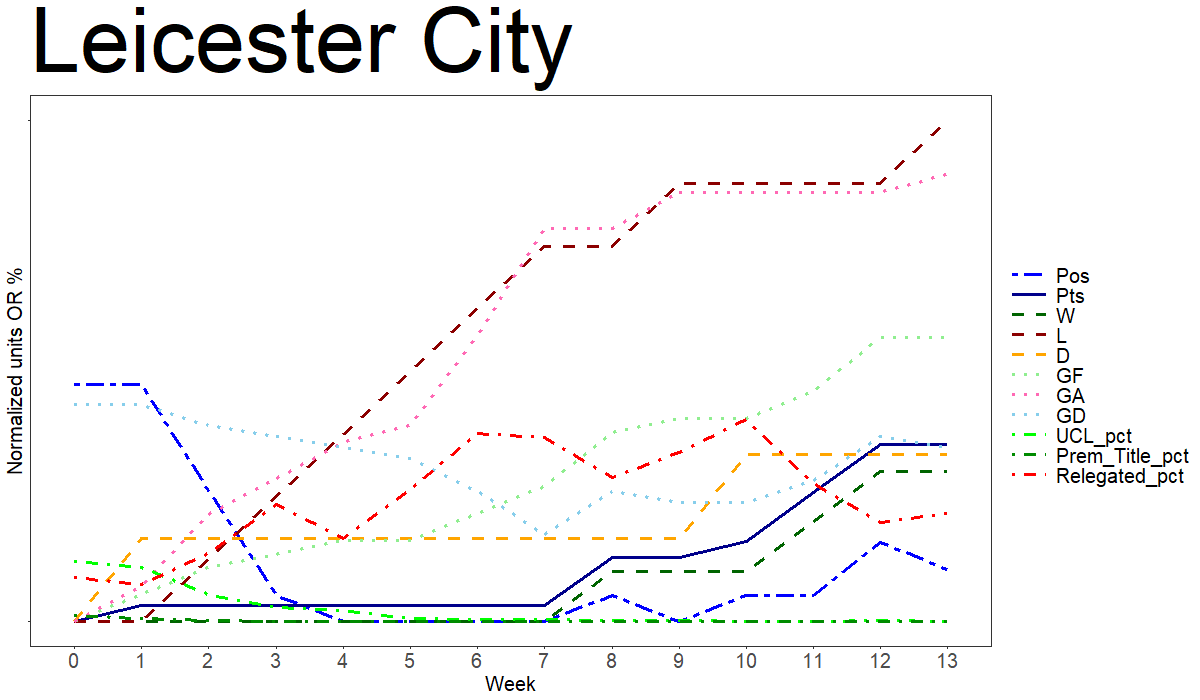 Leicester City
Normalized units OR %
0 1 2 3 4 5 6 7 8 9 10 11 12 13
Week
Pos
Pts
W
L
D
GF
GA
GD
UCL_pct
Prem_Title_pct
Relegated_pct